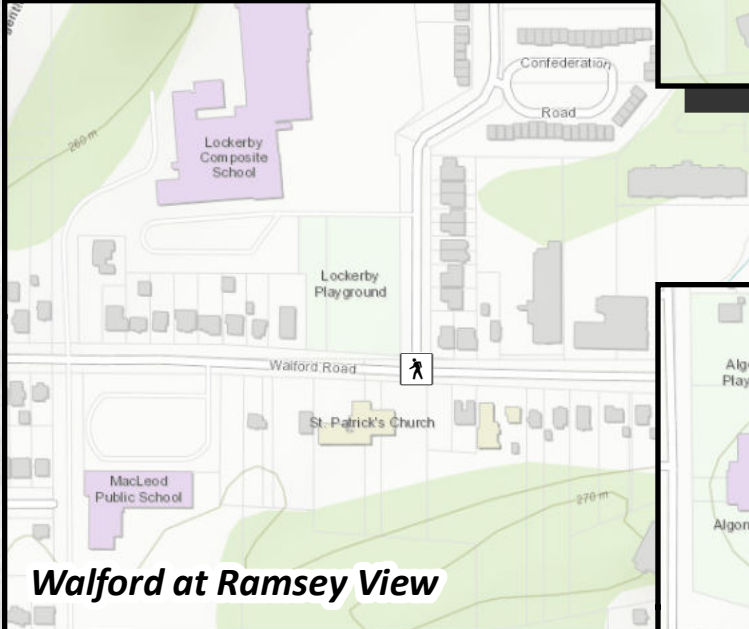 Confederation
Road
260 m
Lockerby
Composite
School
Lockerby
Playground
Walford Road
St. Patrick's Church
MacLeod
Public School
270 m
Walford at Ramsey View